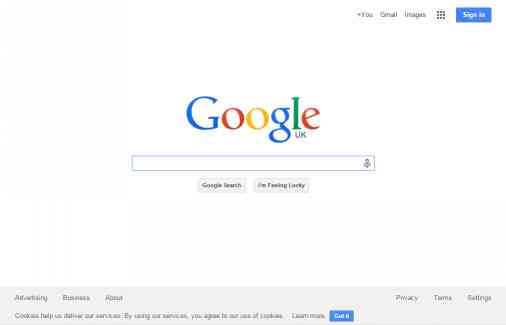 +You Gmail Images Sign in
Google
UK
Google Search I'm Feeling Lucky
Advertising Business About Privacy Terms Settings
Cookies help us deliver our services. By using our services, you agree to our use of cookies. Learn more Got it